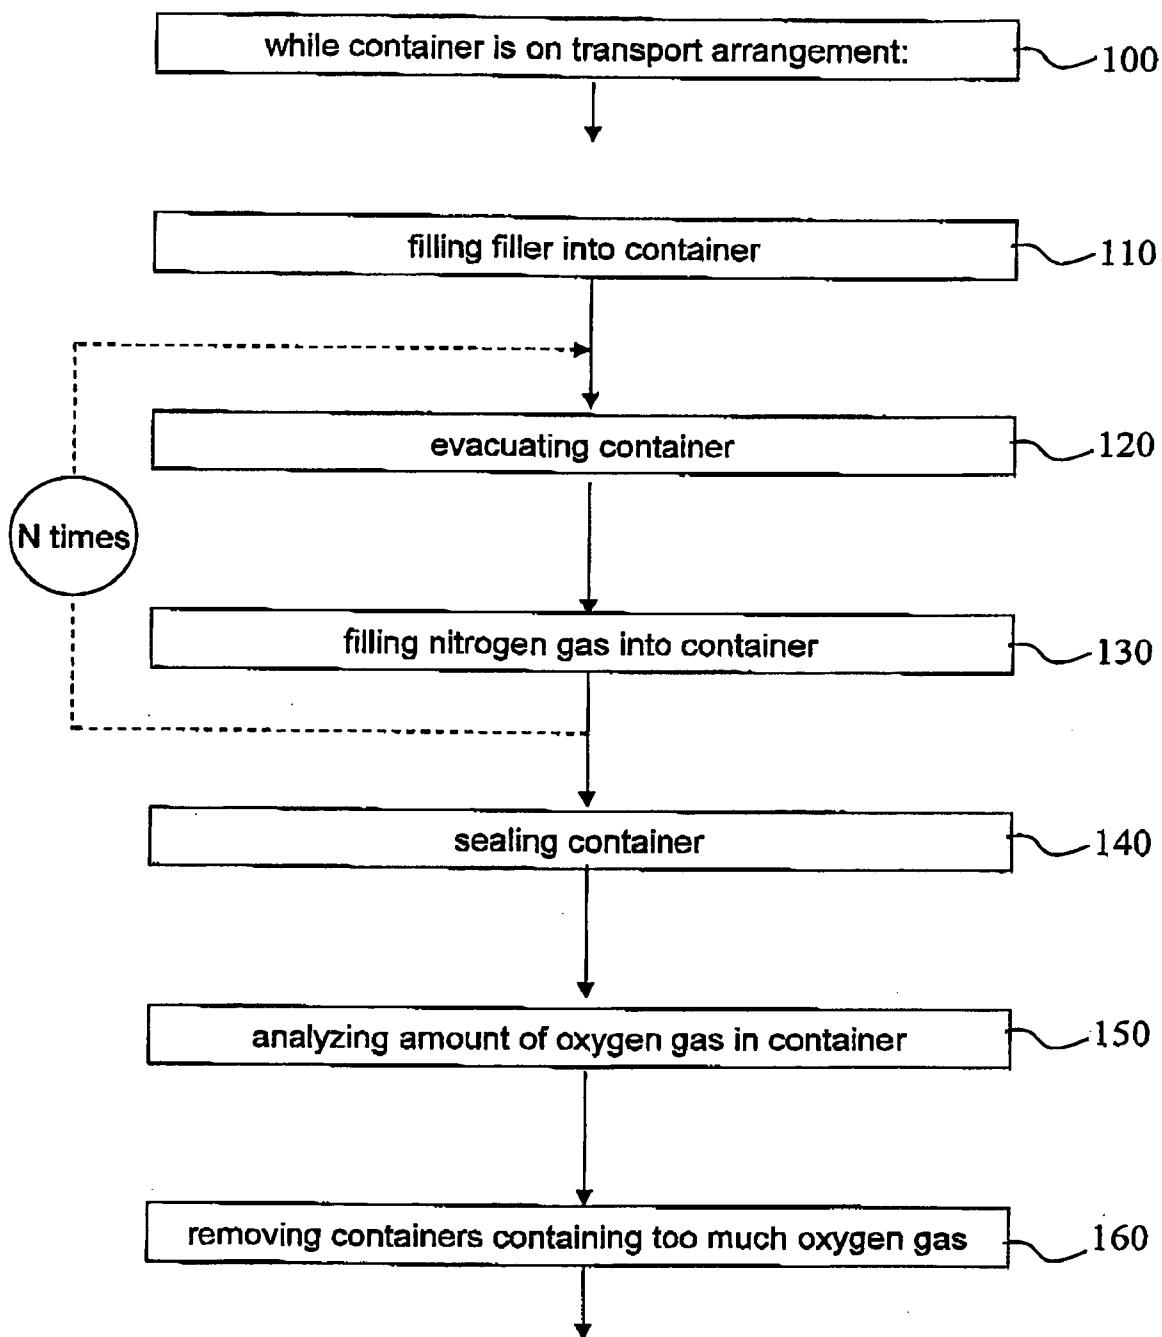 while container is on transport arrangement:
100
filling filler into container
110
evacuating container
120
N times
filling nitrogen gas into container
130
sealing container
140
analyzing amount of oxygen gas in container
150
removing containers containing too much oxygen gas
160